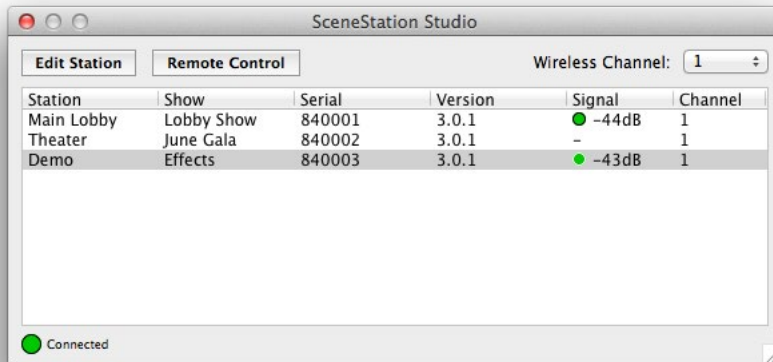 SceneStation Studio
Edit Station Remote Control Wireless Channel: 1
Station Show Serial Version Signal Channel
Main Lobby Lobby Show 840001 3.0.1 -44dB 1
Theater June Gala 840002 3.0.1 - 1
Demo Effects 840003 3.0.1 -43dB 1
Connected